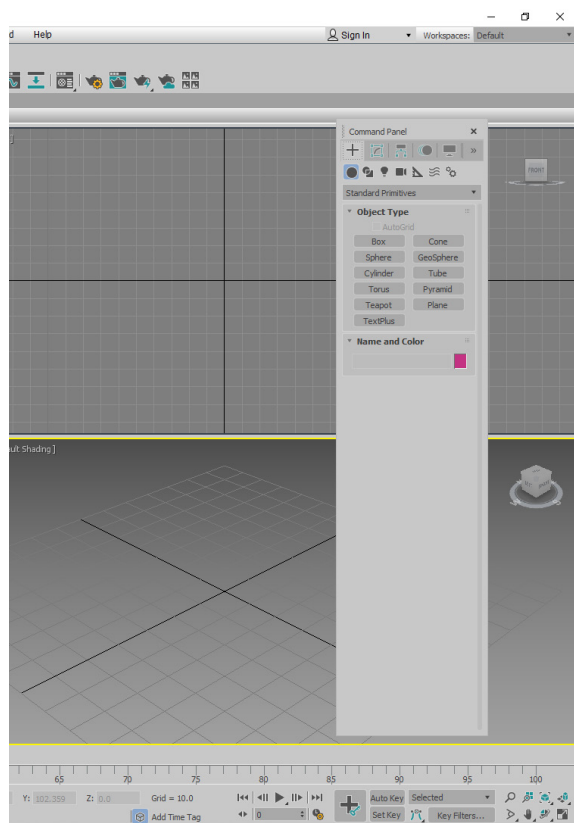 d Help Sign In Workspaces: Default
]
Command Panel
FRONT
Standard Primitives
Object Type
AutoGrid
Box Cone
Sphere GeoSphere
Cylinder Tube
Torus Pyramid
Teapot Plane
TextPlus
Name and Color
ault Shading ]
65 70 75 80 85 90 95 100
Y: 102.359 Z: 0.0 Grid = 10.0 Auto Key Selected
Add Time Tag 0 Set Key Key Filters...